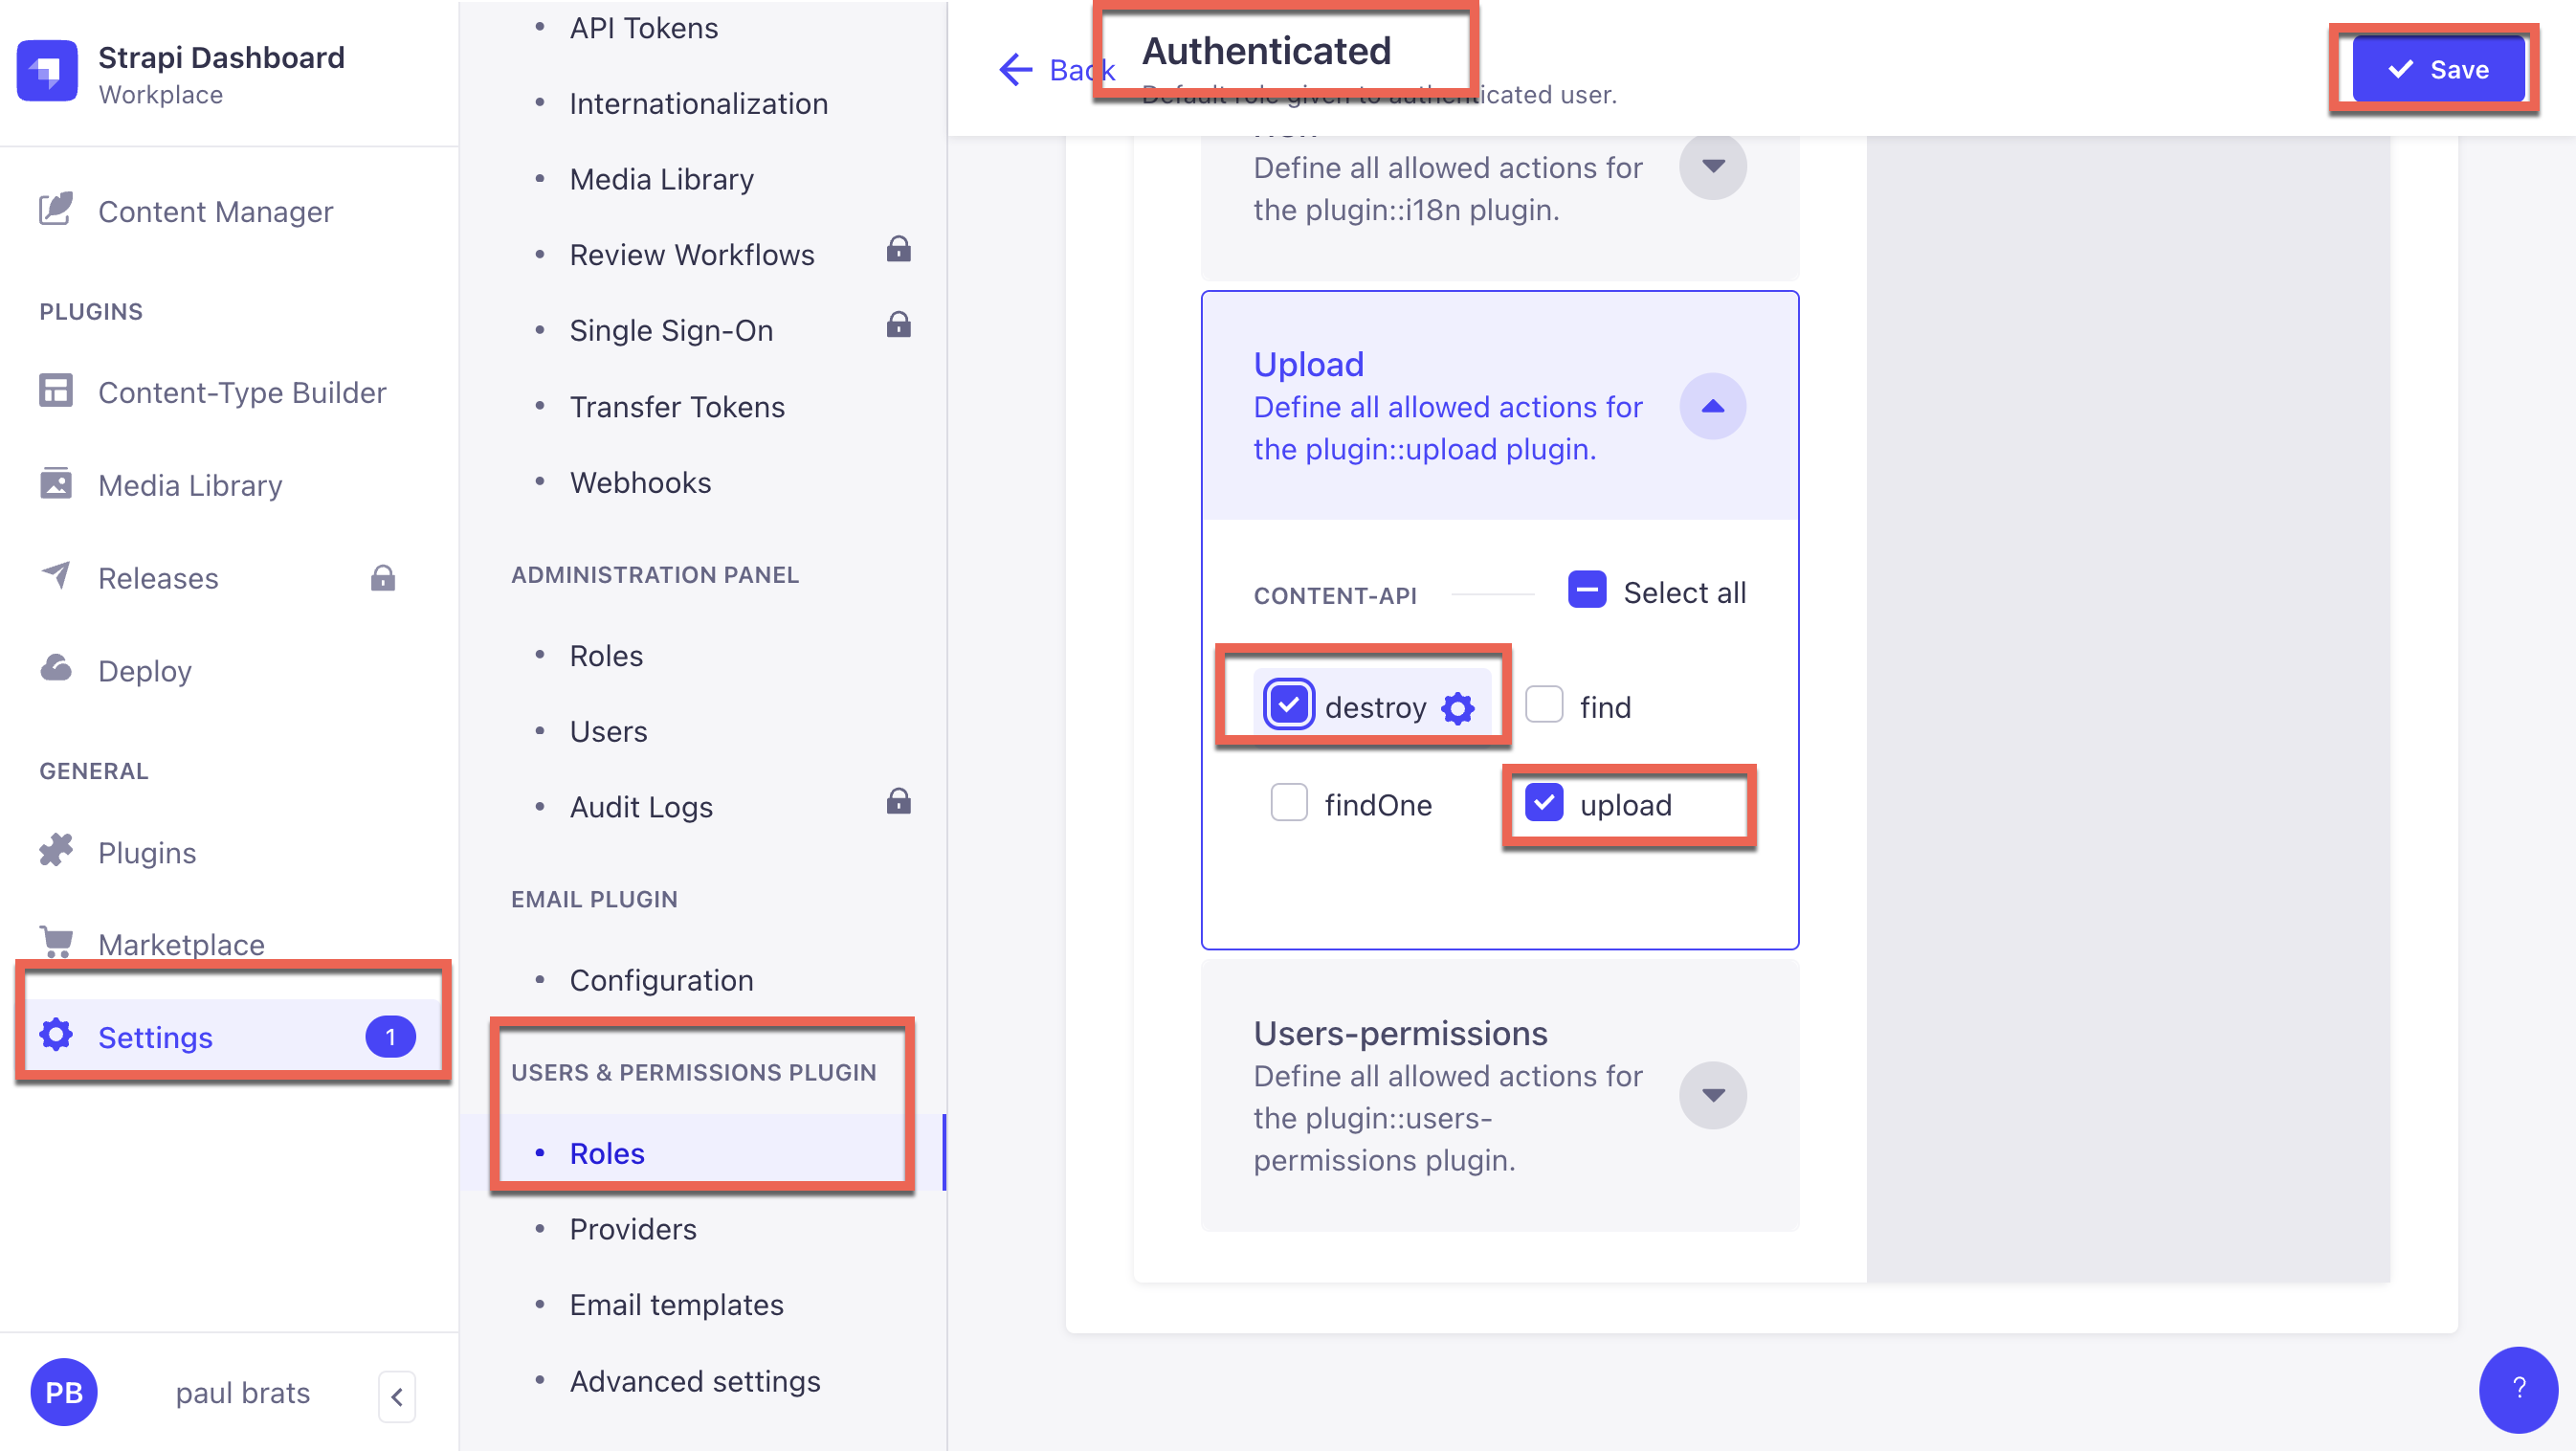 Strapi Dashboard
Workplace
Content Manager
PLUGINS
Content-Type Builder
Media Library
Releases
Deploy
GENERAL
Plugins
Marketplace
Settings 1
PB paul brats
API Tokens
Internationalization
Media Library
Review Workflows
Single Sign-On
Transfer Tokens
Webhooks
ADMINISTRATION PANEL
Roles
Users
Audit Logs
EMAIL PLUGIN
Configuration
USERS & PERMISSIONS PLUGIN
Roles
Providers
Email templates
Advanced settings
Back
Authenticated
Default role given to authenticated user.
Save
Define all allowed actions for
the plugin::i18n plugin.
Upload
Define all allowed actions for
the plugin::upload plugin.
CONTENT-API Select all
destroy find
findOne upload
Users-permissions
Define all allowed actions for
the plugin::users-
permissions plugin.
?